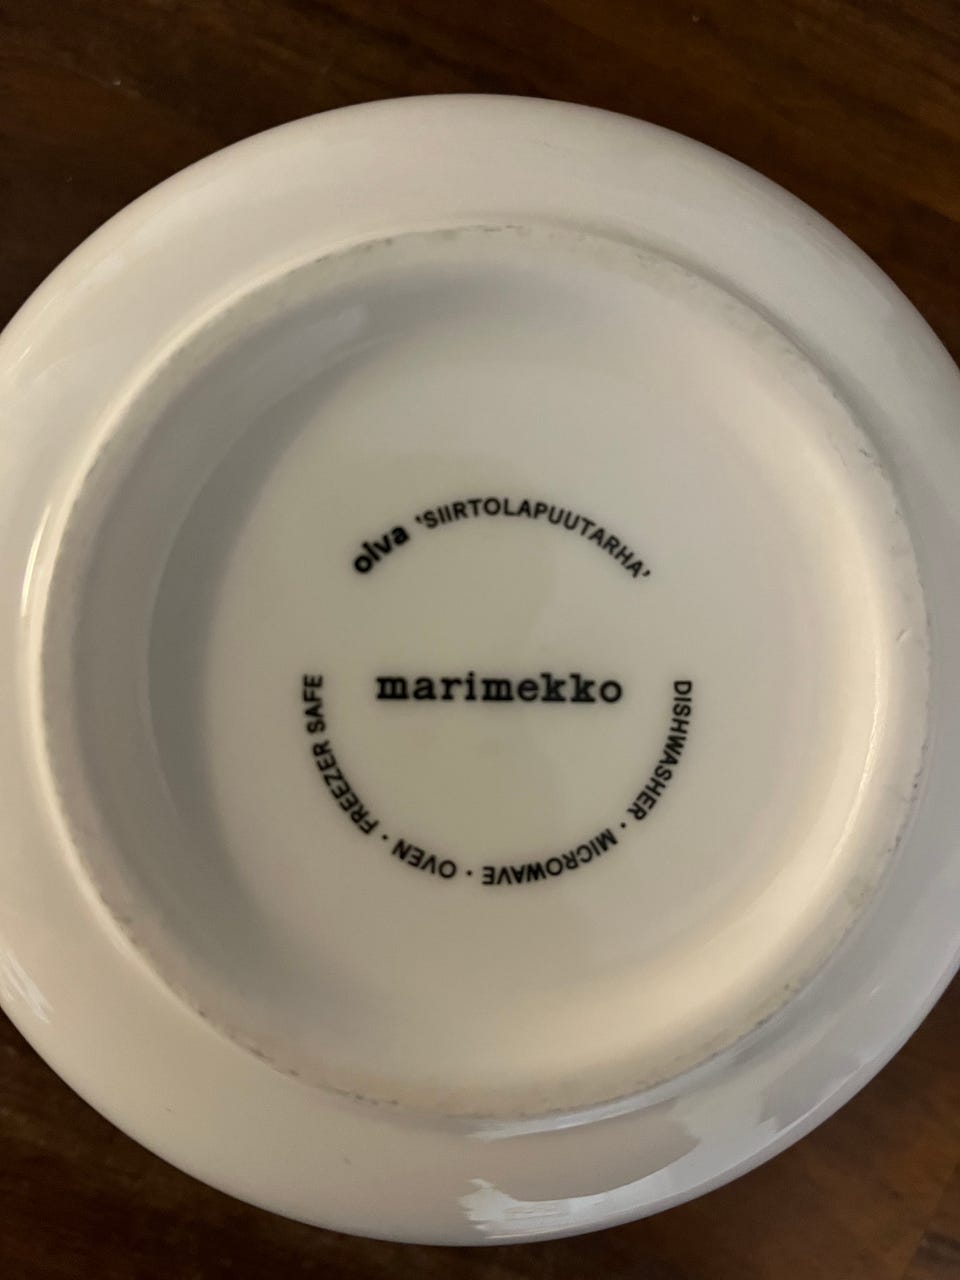 oiva 'SIIRTOLAPUUTARHA'
marimekko
DISHWASHER · MICROWAVE · OVEN · FREEZER SAFE